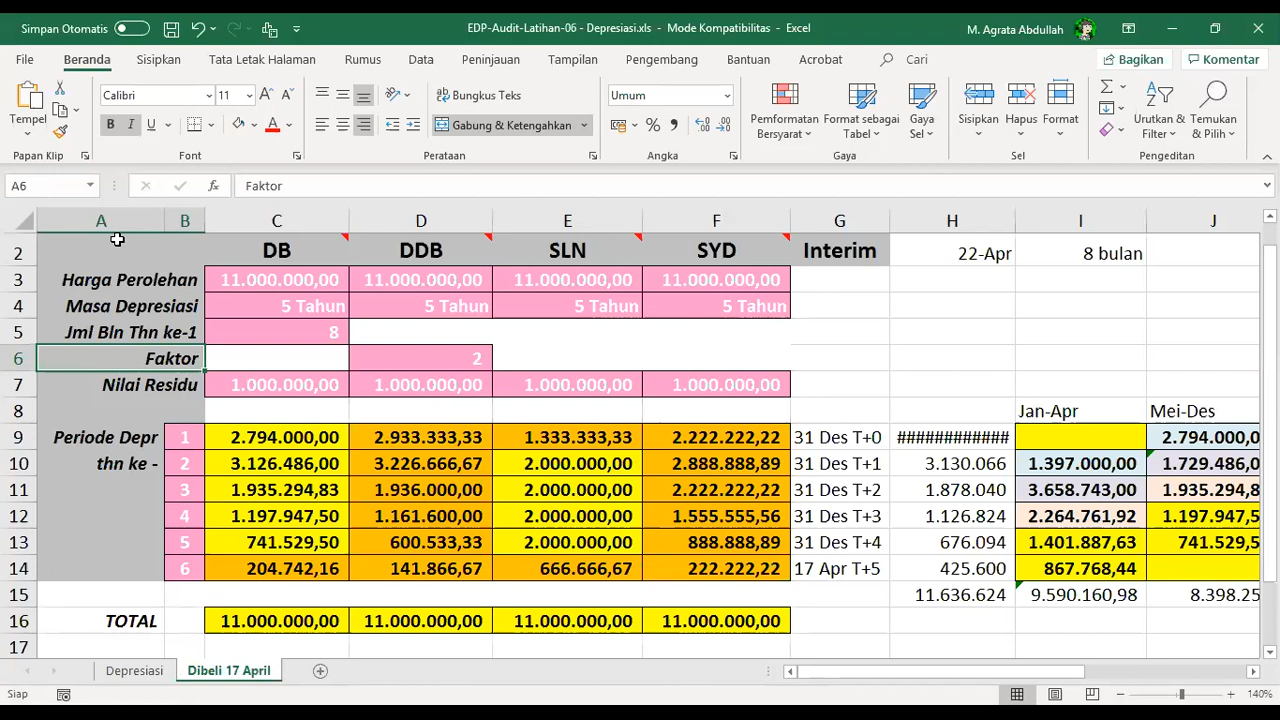 Simpan Otomatis
EDP-Audit-Latihan-06 - Depresiasi.xls - Mode Kompatibilitas - Excel
M. Agrata Abdullah
File Beranda Sisipkan Tata Letak Halaman Rumus Data Peninjauan Tampilan Pengembang Bantuan Acrobat Cari Bagikan Komentar
Tempel
Calibri 11
B I U
Bungkus Teks
Gabung & Ketengahkan
Umum
Pemformatan Bersyarat
Format sebagai Tabel
Gaya Sel
Sisipkan Hapus Format
Urutkan & Filter
Temukan & Pilih
Papan Klip Font Perataan Angka Gaya Sel Pengeditan
A6 fx Faktor
A B C D E F G H I J
2 DB DDB SLN SYD Interim 22-Apr 8 bulan
3 Harga Perolehan 11.000.000,00 11.000.000,00 11.000.000,00 11.000.000,00
4 Masa Depresiasi 5 Tahun 5 Tahun 5 Tahun 5 Tahun
5 Jml Bln Thn ke-1 8
6 Faktor 2
7 Nilai Residu 1.000.000,00 1.000.000,00 1.000.000,00 1.000.000,00
8 Jan-Apr Mei-Des
9 Periode Depr 1 2.794.000,00 2.933.333,33 1.333.333,33 2.222.222,22 31 Des T+0 ############ 2.794.000,0
10 thn ke - 2 3.126.486,00 3.226.666,67 2.000.000,00 2.888.888,89 31 Des T+1 3.130.066 1.397.000,00 1.729.486,0
11 3 1.935.294,83 1.936.000,00 2.000.000,00 2.222.222,22 31 Des T+2 1.878.040 3.658.743,00 1.935.294,8
12 4 1.197.947,50 1.161.600,00 2.000.000,00 1.555.555,56 31 Des T+3 1.126.824 2.264.761,92 1.197.947,5
13 5 741.529,50 600.533,33 2.000.000,00 888.888,89 31 Des T+4 676.094 1.401.887,63 741.529,5
14 6 204.742,16 141.866,67 666.666,67 222.222,22 17 Apr T+5 425.600 867.768,44
15 11.636.624 9.590.160,98 8.398.25
16 TOTAL 11.000.000,00 11.000.000,00 11.000.000,00 11.000.000,00
17
Depresiasi Dibeli 17 April
Siap 140%